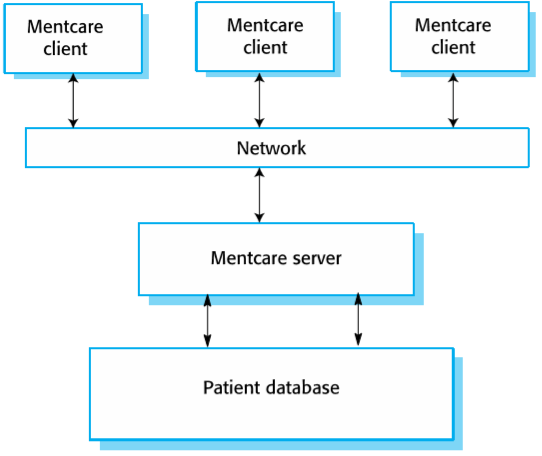 Mentcare
client
Mentcare
client
Mentcare
client
Network
Mentcare server
Patient database